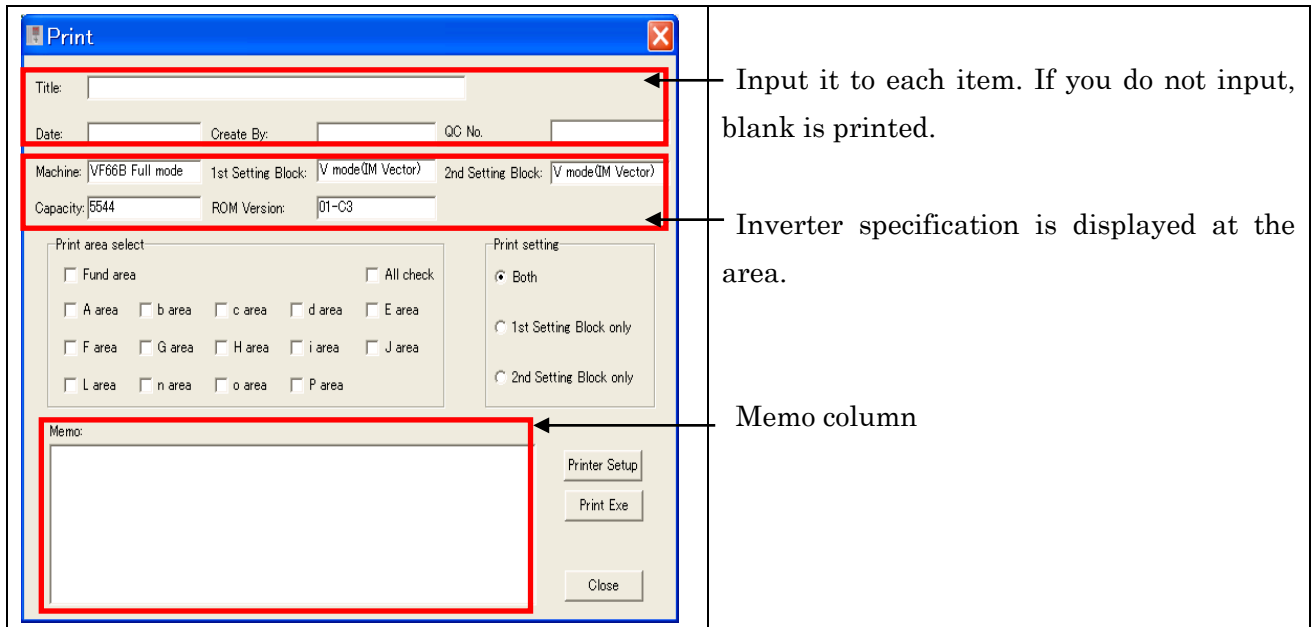 Print
Title:
Date: Create By: QC No.
Machine: VF66B Full mode 1st Setting Block: V mode(IM Vector) 2nd Setting Block: V mode(IM Vector)
Capacity: 5544 ROM Version: 01-C3
Print area select
Fund area All check
A area b area c area d area E area
F area G area H area i area J area
L area n area o area P area
Print setting
Both
1st Setting Block only
2nd Setting Block only
Memo:
Printer Setup
Print Exe
Close
Input it to each item. If you do not input,
blank is printed.
Inverter specification is displayed at the
area.
Memo column